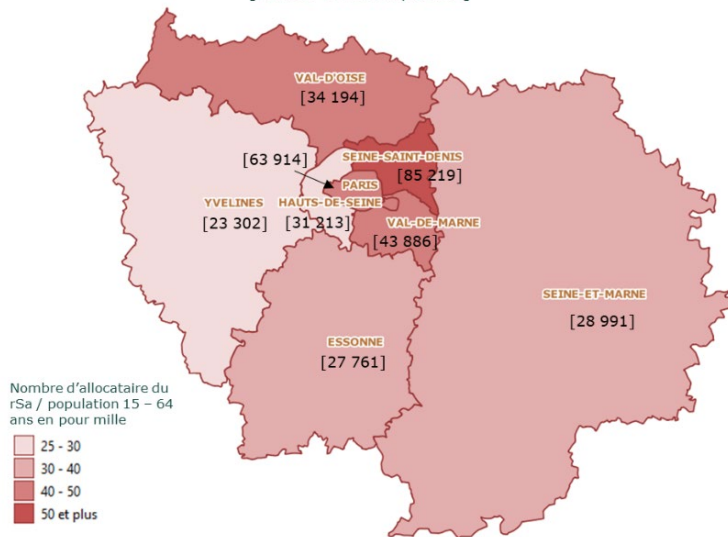 VAL-D'OISE
[34 194]
[63 914]
SEINE-SAINT-DENIS
[85 219]
PARIS
YVELINES
[23 302]
HAUTS-DE-SEINE
[31 213]
VAL-DE-MARNE
[43 886]
SEINE-ET-MARNE
[28 991]
ESSONNE
[27 761]
Nombre d'allocataire du
rSa / population 15 – 64
ans en pour mille
25 - 30
30 - 40
40 - 50
50 et plus